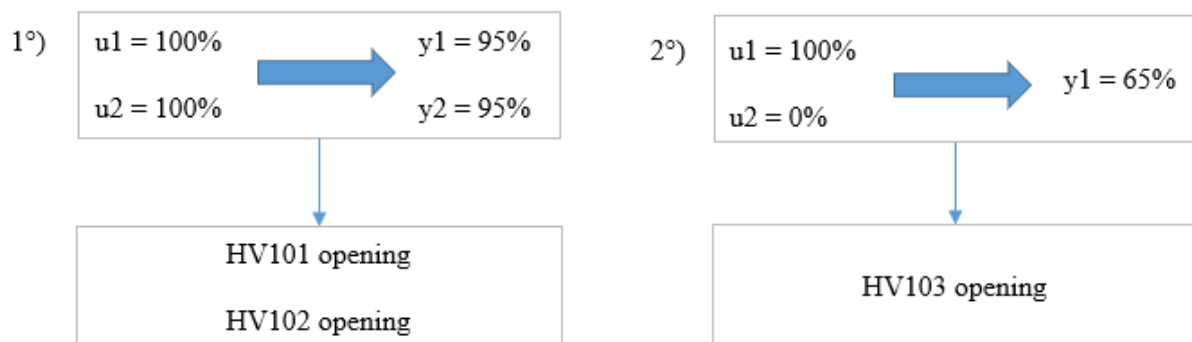 1°)
u1 = 100%
y1 = 95%
u2 = 100%
y2 = 95%
HV101 opening
HV102 opening
2°)
u1 = 100%
y1 = 65%
u2 = 0%
HV103 opening